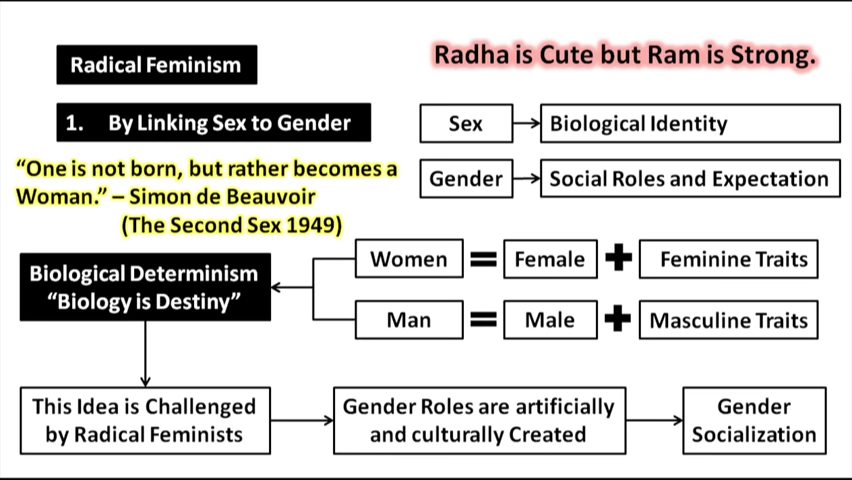 Radical Feminism
Radha is Cute but Ram is Strong.
1. By Linking Sex to Gender
Sex
Biological Identity
Gender
Social Roles and Expectation
“One is not born, but rather becomes a
Woman.” – Simon de Beauvoir
(The Second Sex 1949)
Biological Determinism
“Biology is Destiny”
Women = Female + Feminine Traits
Man = Male + Masculine Traits
This Idea is Challenged
by Radical Feminists
Gender Roles are artificially
and culturally Created
Gender
Socialization